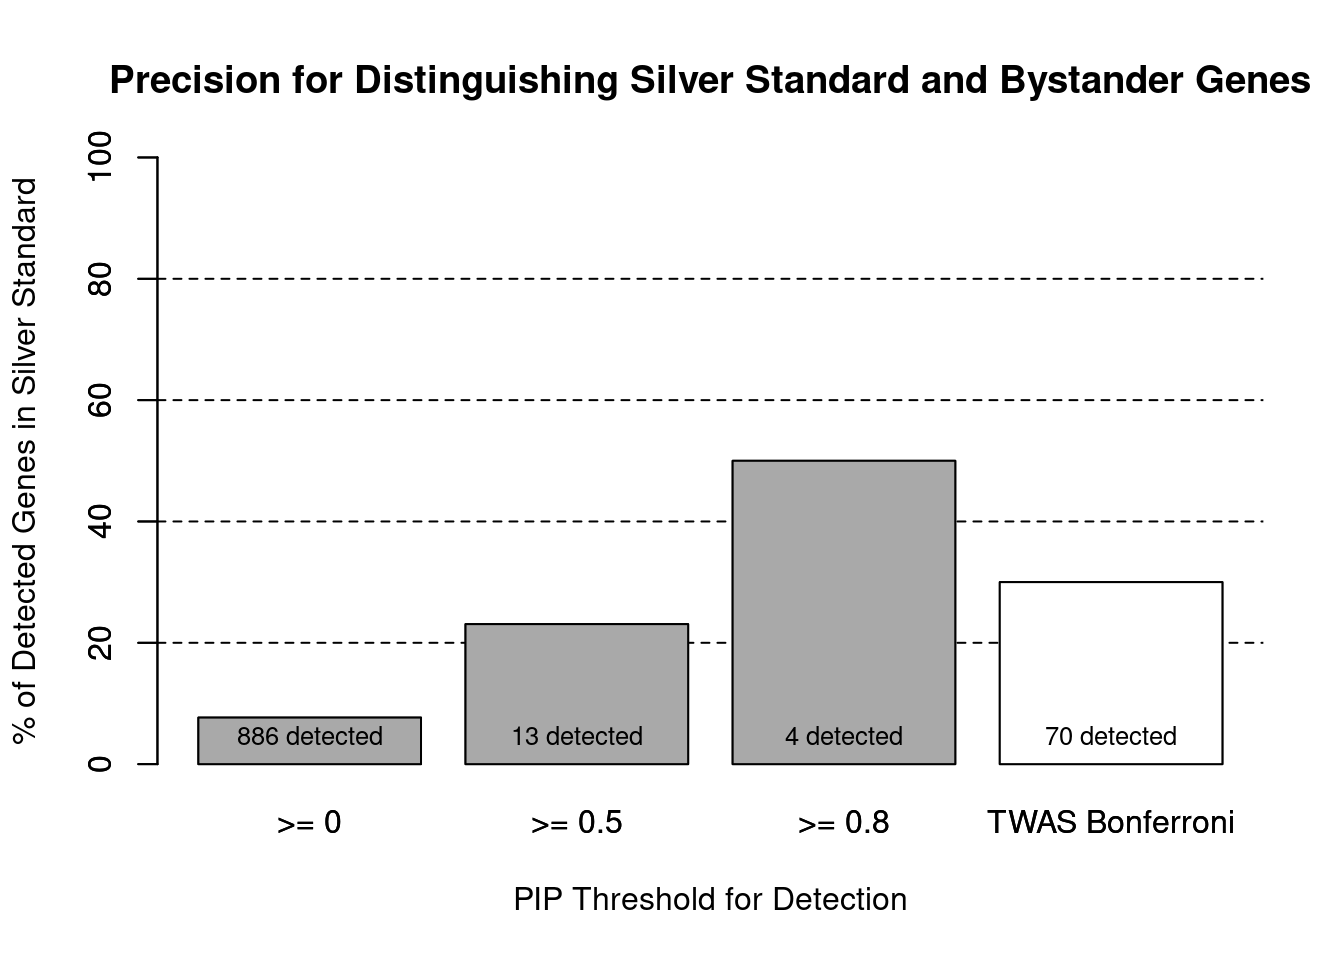 Precision for Distinguishing Silver Standard and Bystander Genes
% of Detected Genes in Silver Standard
100
80
60
40
20
0
886 detected
13 detected
4 detected
70 detected
>= 0
>= 0.5
>= 0.8
TWAS Bonferroni
PIP Threshold for Detection